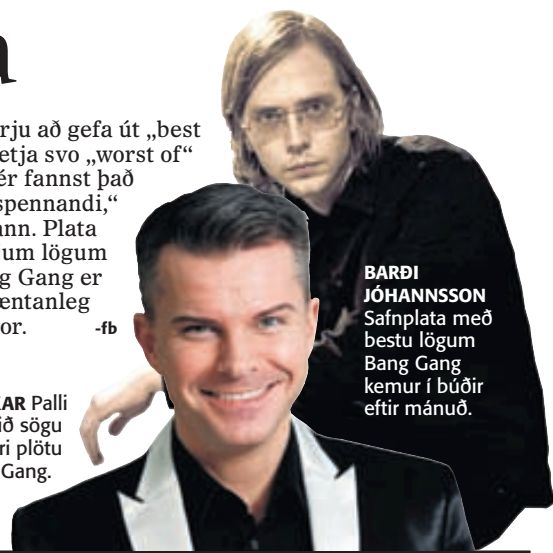 a
rju að gefa út „best
etja svo „worst of“
ér fannst það
spennandi,“
ann. Plata
um lögum
g Gang er
æntanleg
or. -fb
BARÐI
JÓHANNSSON
Safnplata með
bestu lögum
Bang Gang
kemur í búðir
eftir mánuð.
AR Palli
ið sögu
ri plötu
Gang.